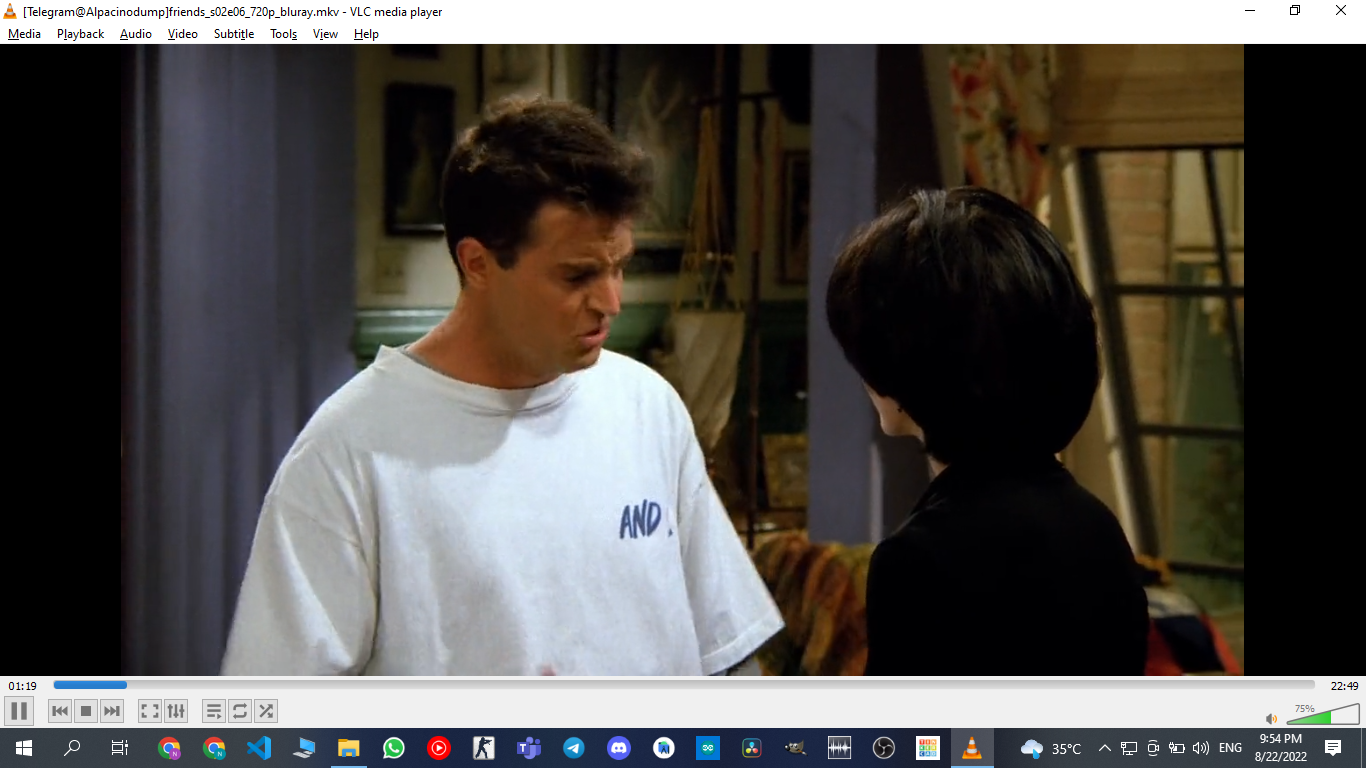 [Telegram@Alpacinodump]friends_s02e06_720p_bluray.mkv - VLC media player
Media Playback Audio Video Subtitle Tools View Help
AND
01:19
22:49
75%
35°C
ENG
9:54 PM
8/22/2022